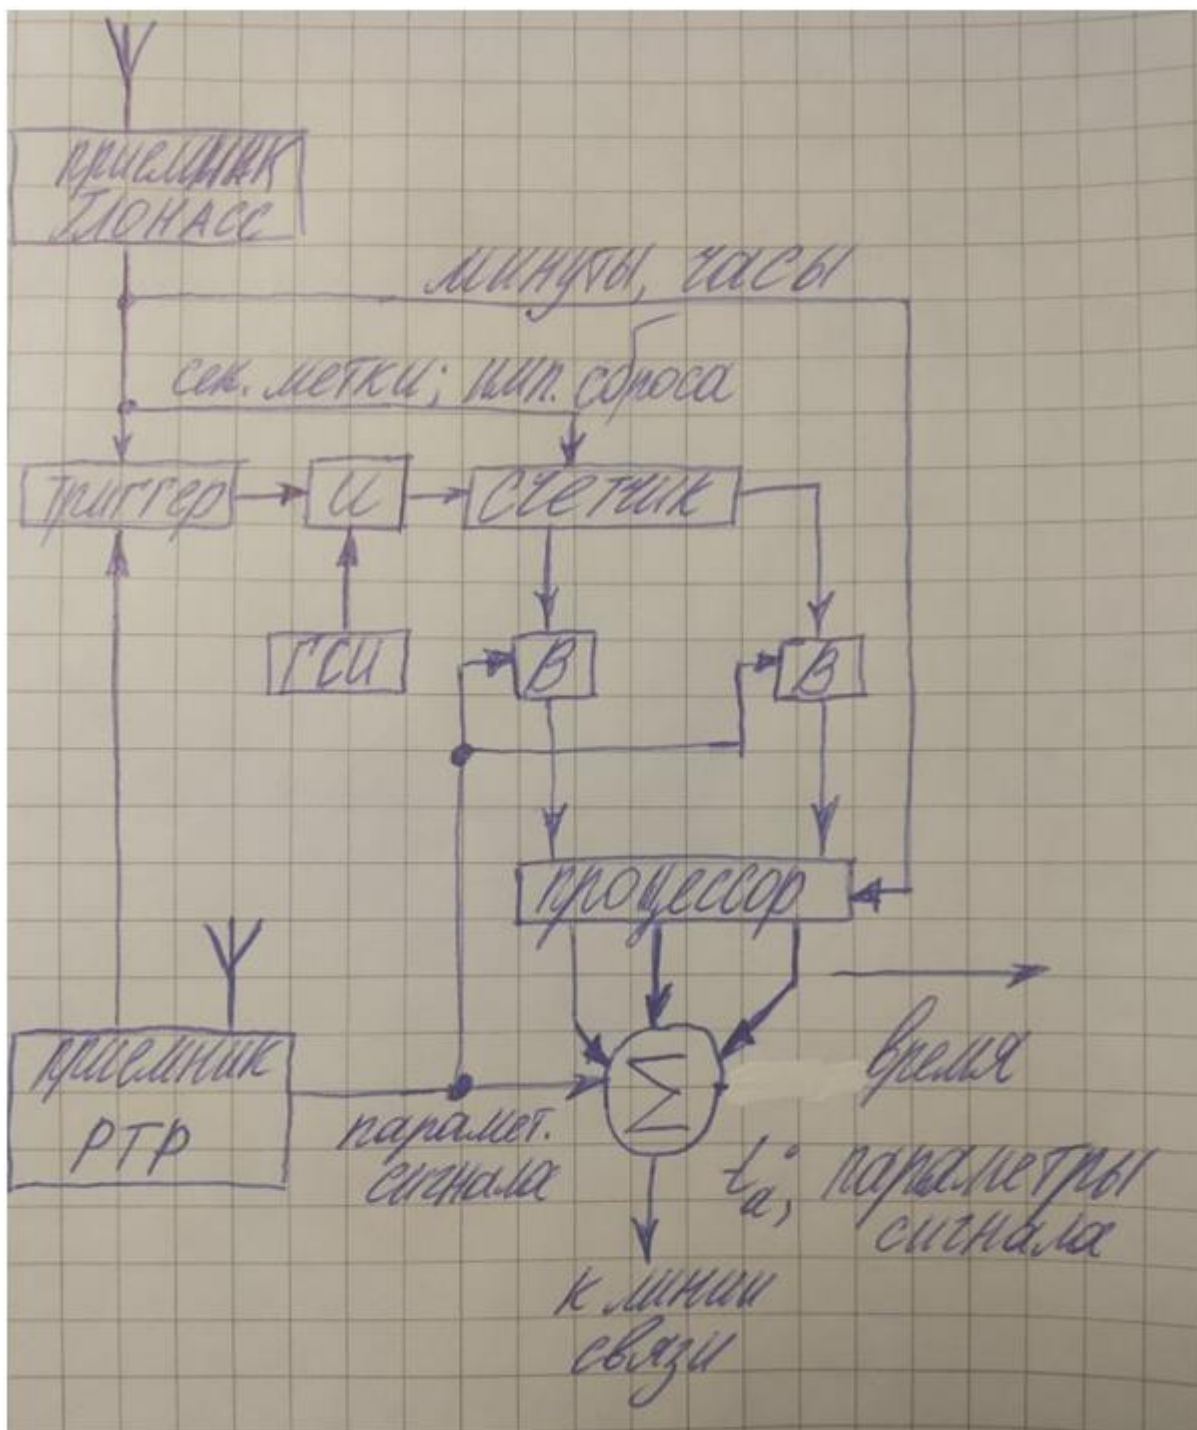 приемник
ГЛОНАСС
минуты, часы
сек. метки; имп. сброса
триггер
И
счетчик
ГСИ
В
В
процессор
приемник
РТР
парамет.
сигнала
Σ
время
tₐ; параметры
сигнала
к линии
связи